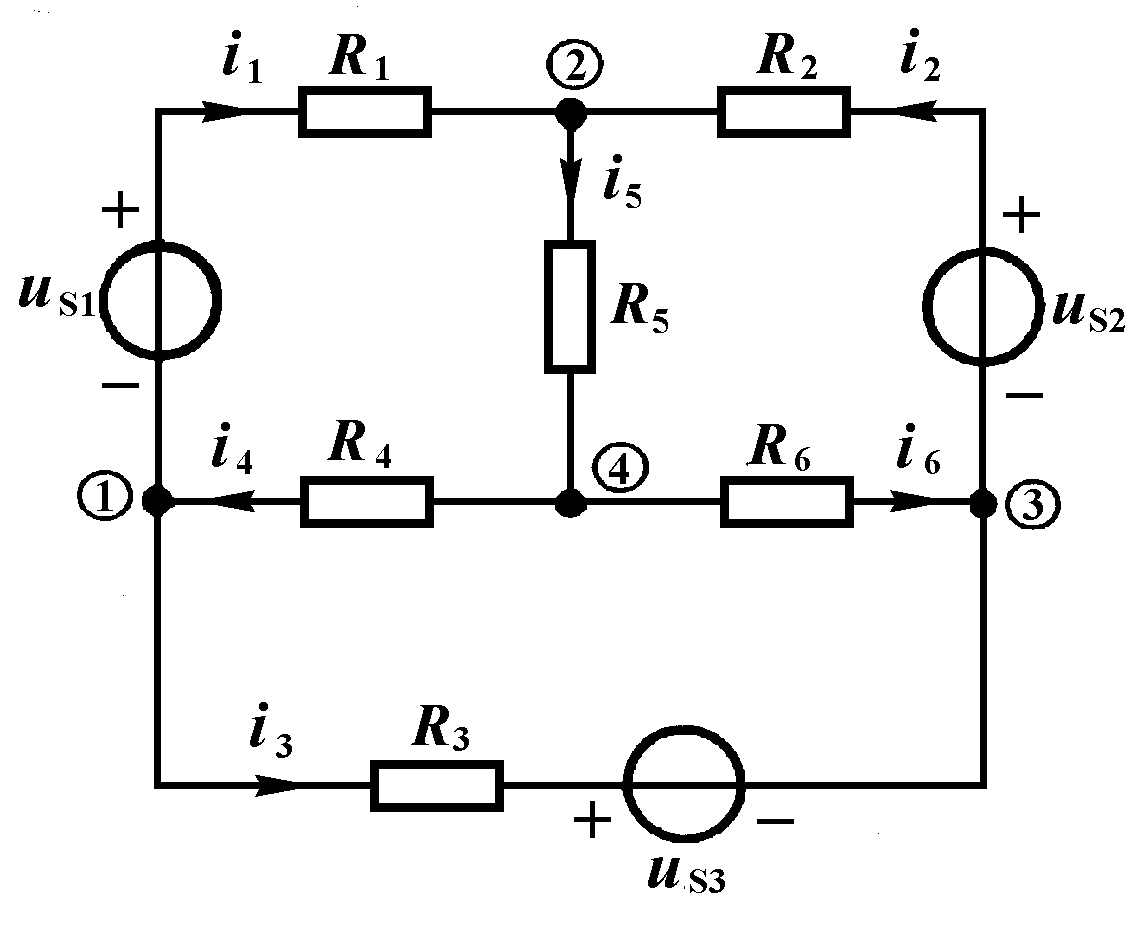 i1 R1 ② R2 i2
i5
+ +
uS1 R5 uS2
− −
i4 R4 ④ R6 i6
① ③
i3 R3
+ −
uS3